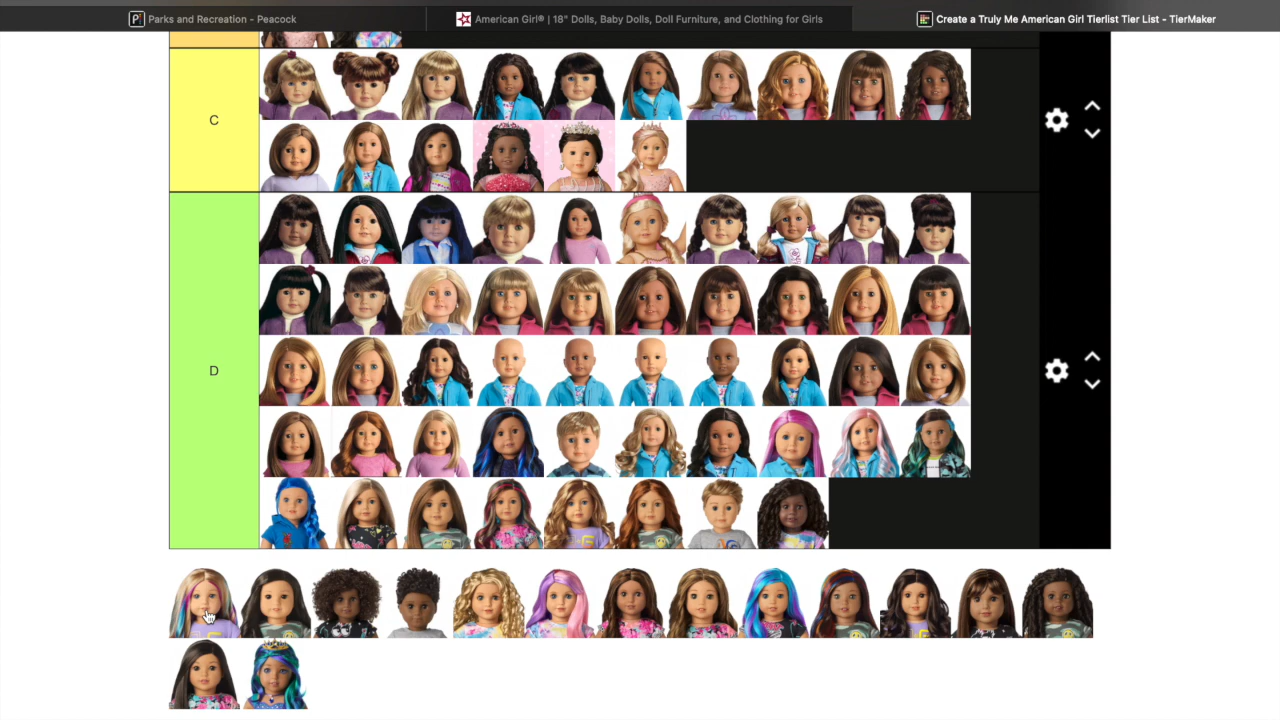 Parks and Recreation - Peacock
American Girl® | 18" Dolls, Baby Dolls, Doll Furniture, and Clothing for Girls
Create a Truly Me American Girl Tierlist Tier List - TierMaker
C
D